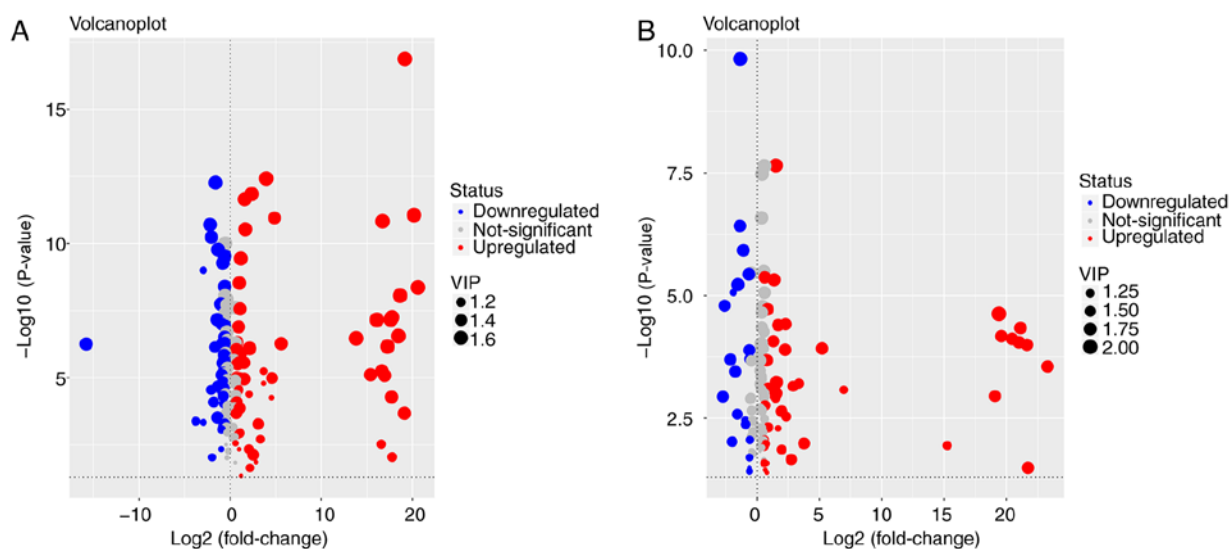 A
Volcanoplot
−Log10 (P-value)
15
10
5
−10
0
10
20
Log2 (fold-change)
Status
Downregulated
Not-significant
Upregulated
VIP
1.2
1.4
1.6
B
Volcanoplot
−Log10 (P-value)
10.0
7.5
5.0
2.5
0
5
10
15
20
Log2 (fold-change)
Status
Downregulated
Not-significant
Upregulated
VIP
1.25
1.50
1.75
2.00